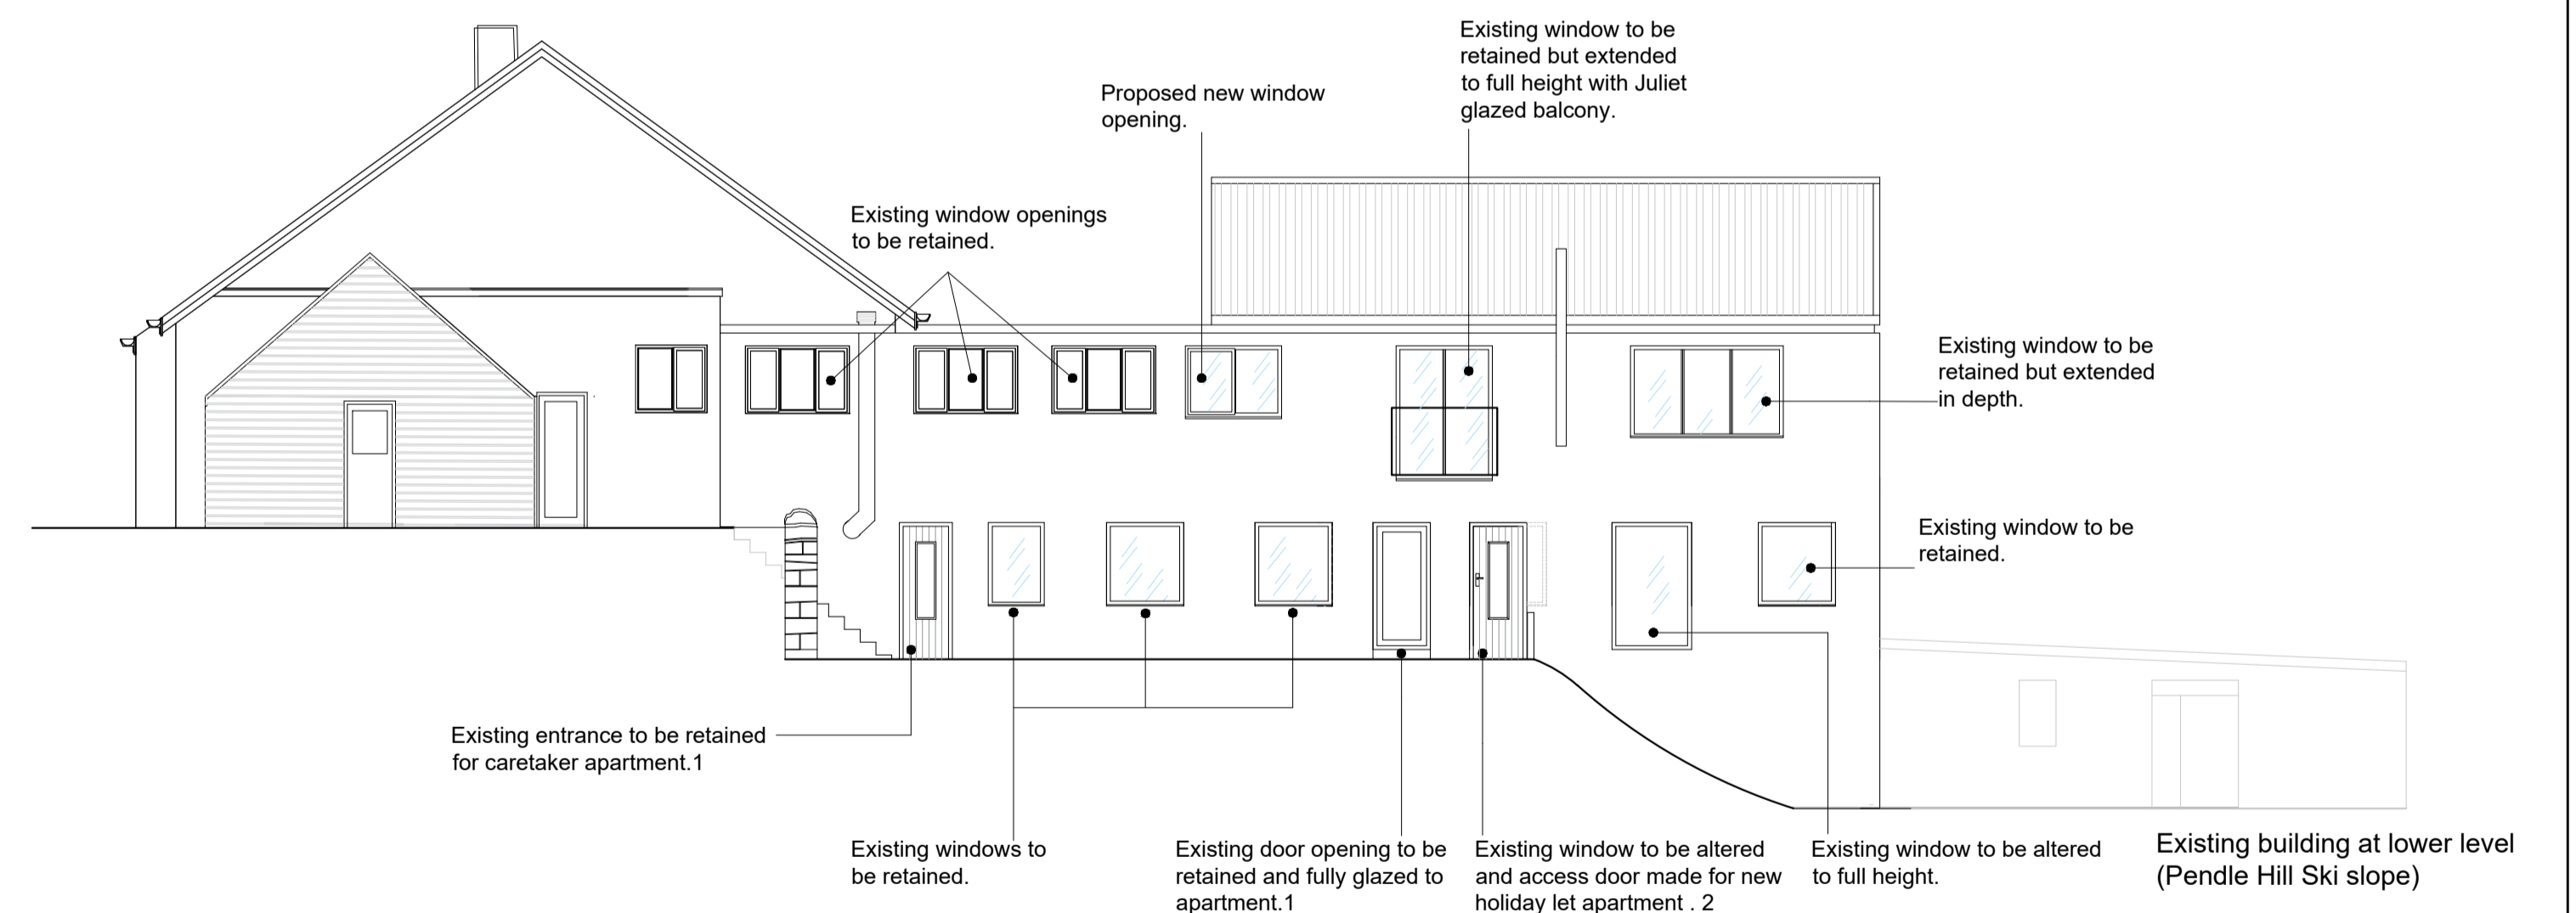 Existing window to be
retained but extended
to full height with Juliet
glazed balcony.
Proposed new window
opening.
Existing window openings
to be retained.
Existing window to be
retained but extended
in depth.
Existing window to be
retained.
Existing entrance to be retained
for caretaker apartment.1
Existing windows to
be retained.
Existing door opening to be
retained and fully glazed to
apartment.1
Existing window to be altered
and access door made for new
holiday let apartment . 2
Existing window to be altered
to full height.
Existing building at lower level
(Pendle Hill Ski slope)